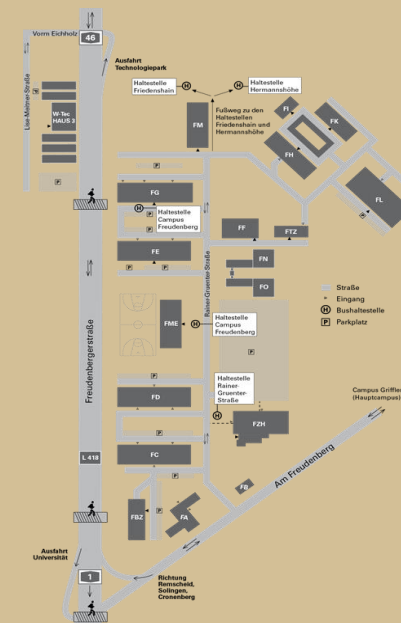 Vorm Eichholz
46
Ausfahrt
Technologiepark
Lise-Meitner-Straße
P
W-Tec
HAUS 3
P
Haltestelle
Friedenshain
H
H
Haltestelle
Hermannshöhe
Fußweg zu den
Haltestellen
Friedenshain und
Hermannshöhe
FM
FI
FK
FH
FL
P
P
FG
P
H
Haltestelle
Campus
Freudenberg
P
FE
P
P
FF
FTZ
FN
FO
Rainer-Gruenter-Straße
Straße
Eingang
H
Bushaltestelle
P
Parkplatz
FME
H
Haltestelle
Campus
Freudenberg
P
Freudenbergerstraße
P
FD
P
P
FC
P
Haltestelle
Rainer-
Gruenter-
Straße
H
FZH
Campus Grifflenberg
(Hauptcampus)
L 418
Am Freudenberg
FB
FBZ
P
FA
Ausfahrt
Universität
1
Richtung
Remscheid,
Solingen,
Cronenberg